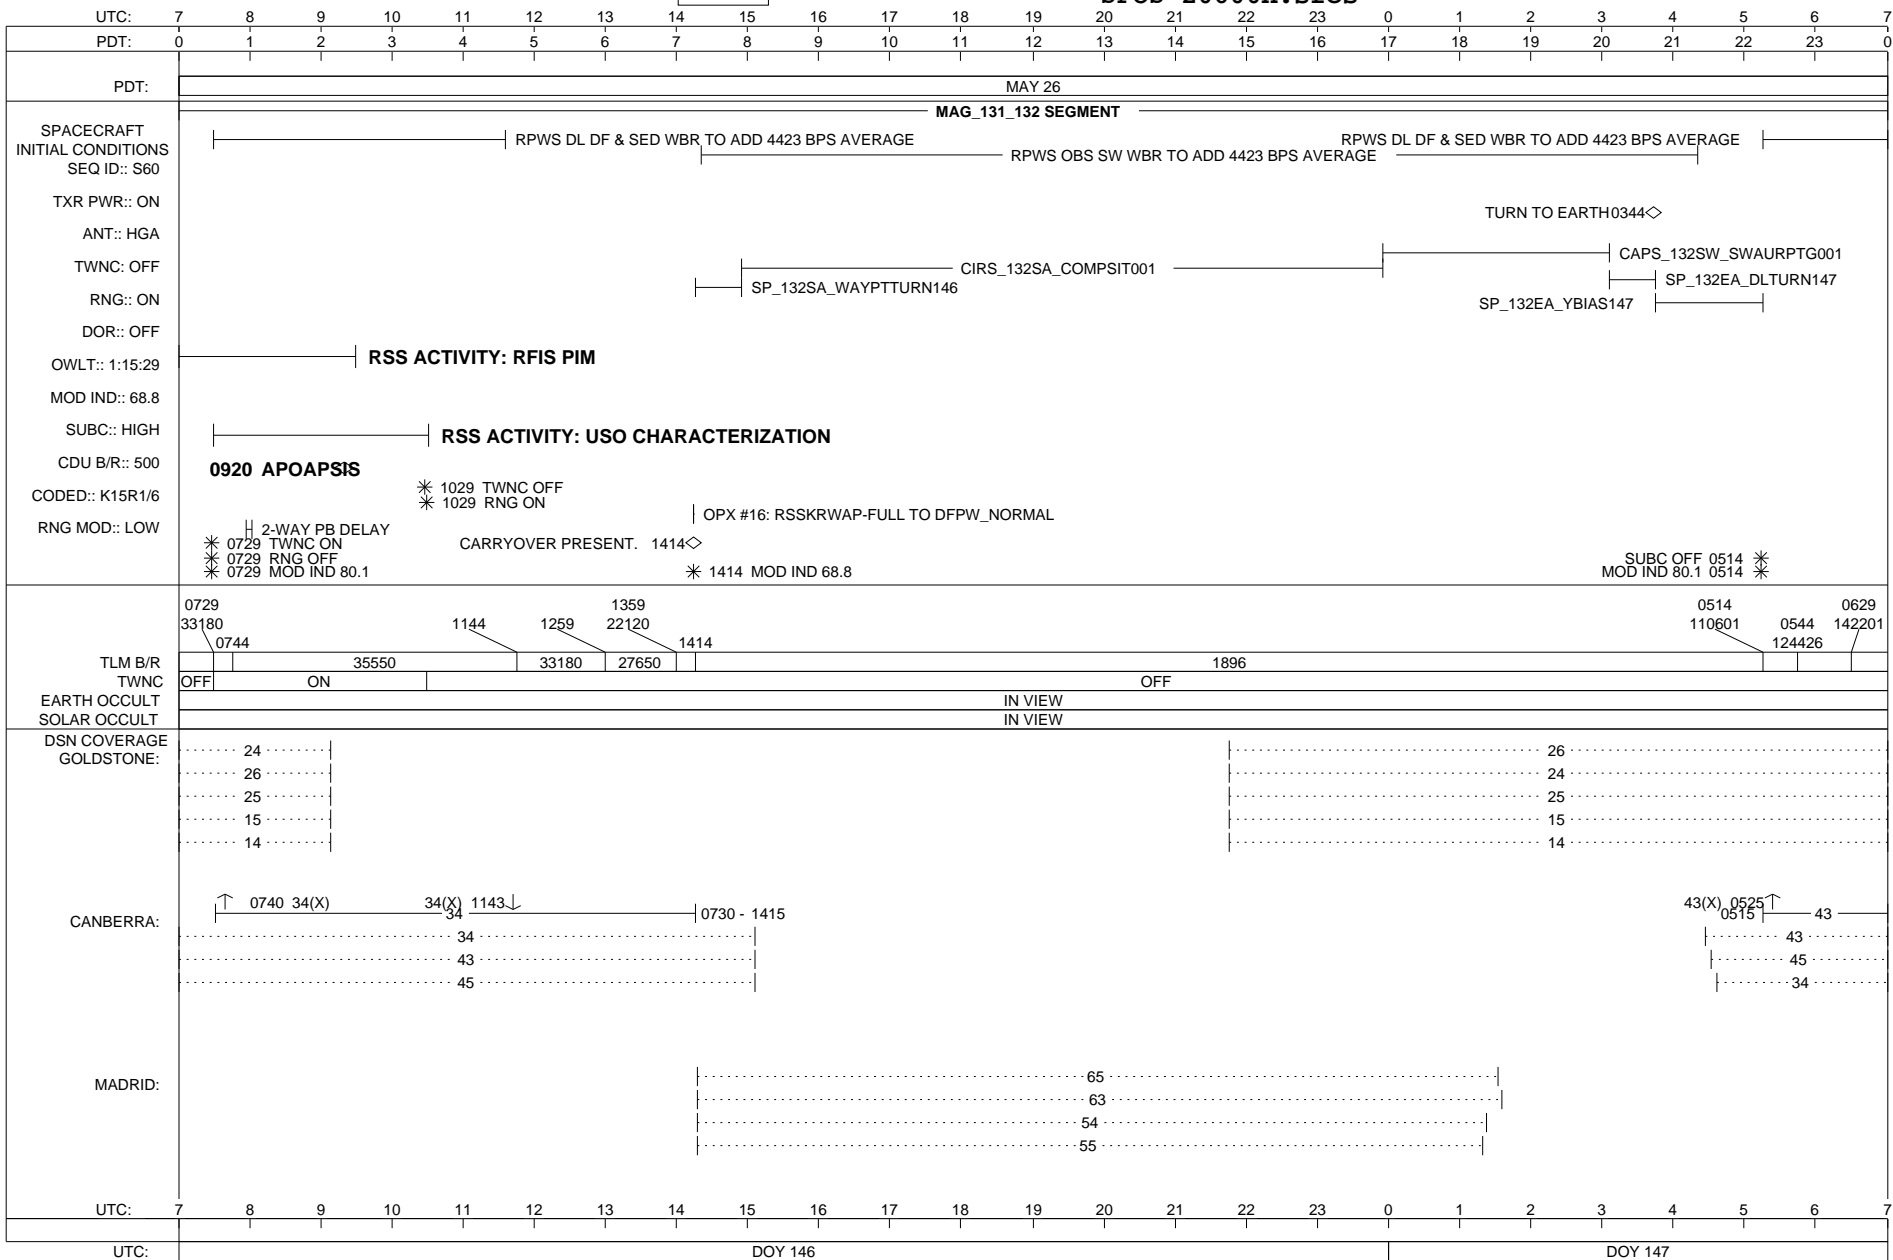 UTC: 7 8 9 10 11 12 13 14 15 16 17 18 19 20 21 22 23 0 1 2 3 4 5 6 7
PDT: 0 1 2 3 4 5 6 7 8 9 10 11 12 13 14 15 16 17 18 19 20 21 22 23 0
PDT: MAY 26
MAG_131_132 SEGMENT
SPACECRAFT
INITIAL CONDITIONS
SEQ ID:: S60
RPWS DL DF & SED WBR TO ADD 4423 BPS AVERAGE
RPWS DL DF & SED WBR TO ADD 4423 BPS AVERAGE
RPWS OBS SW WBR TO ADD 4423 BPS AVERAGE
TXR PWR:: ON
TURN TO EARTH 0344
ANT:: HGA
CAPS_132SW_SWAURPTG001
TWNC: OFF
CIRS_132SA_COMPSIT001
SP_132EA_DLTURN147
SP_132SA_WAYPTTURN146
RNG:: ON
SP_132EA_YBIAS147
DOR:: OFF
OWLT:: 1:15:29
RSS ACTIVITY: RFIS PIM
MOD IND:: 68.8
SUBC:: HIGH
RSS ACTIVITY: USO CHARACTERIZATION
CDU B/R:: 500
0920 APOAPSIS
CODED:: K15R1/6
1029 TWNC OFF
1029 RNG ON
OPX #16: RSSKRWAP-FULL TO DFPW_NORMAL
RNG MOD:: LOW
2-WAY PB DELAY
0729 TWNC ON
CARRYOVER PRESENT. 1414
0729 RNG OFF
SUBC OFF 0514
0729 MOD IND 80.1
1414 MOD IND 68.8
MOD IND 80.1 0514
0729 1359 0514 0629
33180 1144 1259 22120 110601 0544 142201
0744 1414 124426
TLM B/R 35550 33180 27650 1896
TWNC OFF ON OFF
EARTH OCCULT IN VIEW
SOLAR OCCULT IN VIEW
DSN COVERAGE
GOLDSTONE:
24 26
26 24
25 25
15 15
14 14
CANBERRA:
0740 34(X) 34(X) 1143 43(X) 0525
34 0730 - 1415 0515 43
34 43
43 45
45 34
MADRID:
65
63
54
55
UTC: 7 8 9 10 11 12 13 14 15 16 17 18 19 20 21 22 23 0 1 2 3 4 5 6 7
UTC: DOY 146 DOY 147